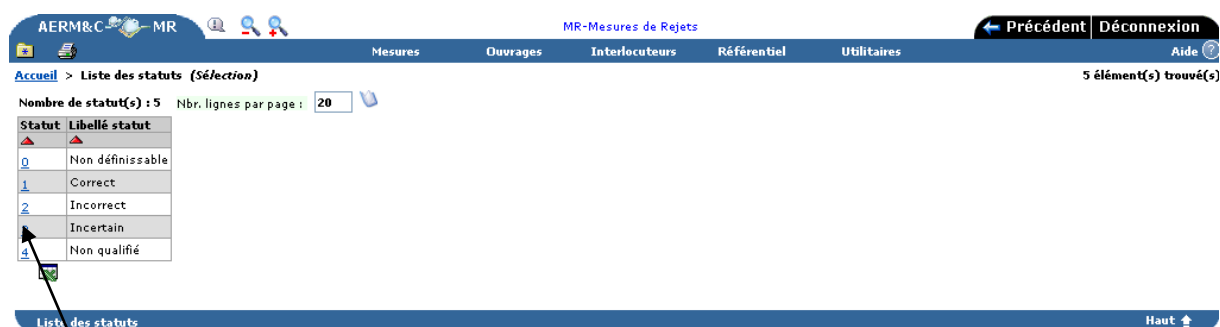 AERM&C - MR MR-Mesures de Rejets Précédent Déconnexion
Mesures Ouvrages Interlocuteurs Référentiel Utilitaires Aide ?
Accueil > Liste des statuts (Sélection) 5 élément(s) trouvé(s)
Nombre de statut(s) : 5 Nbr. lignes par page : 20
Statut Libellé statut
0 Non définissable
1 Correct
2 Incorrect
Incertain
4 Non qualifié
Liste des statuts Haut